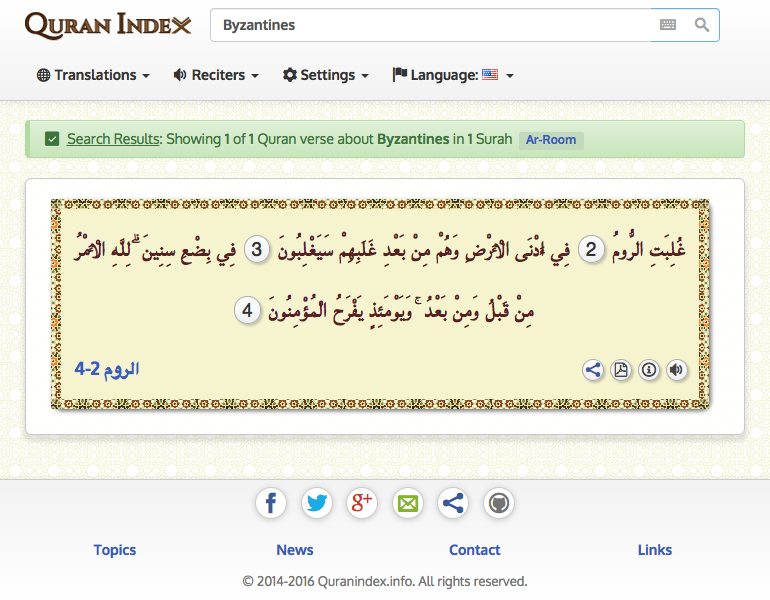 QURAN INDEX
Byzantines
Translations
Reciters
Settings
Language:
Search Results: Showing 1 of 1 Quran verse about Byzantines in 1 Surah Ar-Room
غُلِبَتِ الرُّومُ 2 فِي أَدْنَى الْأَرْضِ وَهُمْ مِنْ بَعْدِ غَلَبِهِمْ سَيَغْلِبُونَ 3 فِي بِضْعِ سِنِينَ ۗ لِلَّهِ الْأَمْرُ
مِنْ قَبْلُ وَمِنْ بَعْدُ ۚ وَيَوْمَئِذٍ يَفْرَحُ الْمُؤْمِنُونَ 4
الروم 2-4
Topics
News
Contact
Links
© 2014-2016 Quranindex.info. All rights reserved.